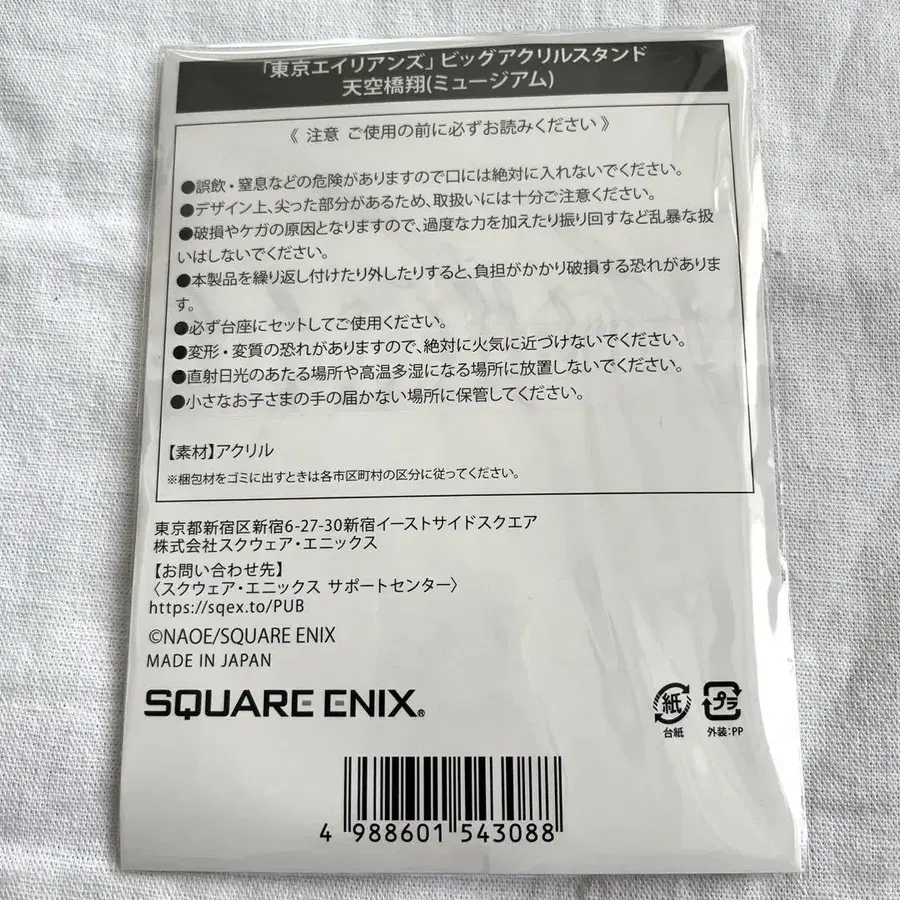 「東京エイリアンズ」ビッグアクリルスタンド
天空橋翔(ミュージアム)
《 注意 ご使用の前に必ずお読みください 》
●誤飲・窒息などの危険がありますので口には絶対に入れないでください。
●デザイン上、尖った部分があるため、取扱いには十分ご注意ください。
●破損やケガの原因となりますので、過度な力を加えたり振り回すなど乱暴な扱
いはしないでください。
●本製品を繰り返し付けたり外したりすると、負担がかかり破損する恐れがありま
す。
●必ず台座にセットしてご使用ください。
●変形・変質の恐れがありますので、絶対に火気に近づけないでください。
●直射日光のあたる場所や高温多湿になる場所に放置しないでください。
●小さなお子さまの手の届かない場所に保管してください。
【素材】アクリル
※梱包材をゴミに出すときは各市区町村の区分に従ってください。
東京都新宿区新宿6-27-30新宿イーストサイドスクエア
株式会社スクウェア・エニックス
【お問い合わせ先】
〈スクウェア・エニックス サポートセンター〉
https://sqex.to/PUB
©NAOE/SQUARE ENIX
MADE IN JAPAN
SQUARE ENIX®
紙 プラ
台紙 外装:PP
4 988601 543088